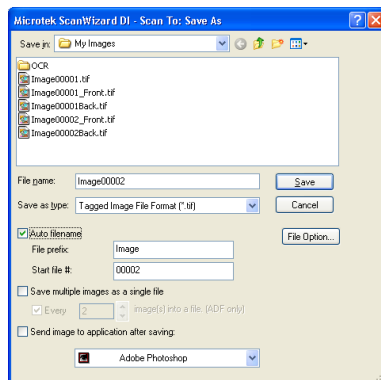 Microtek ScanWizard DI - Scan To: Save As
Save in: My Images
OCR
Image00001.tif
Image00001_Front.tif
Image00001Back.tif
Image00002_Front.tif
Image00002Back.tif
File name: Image00002 Save
Save as type: Tagged Image File Format (*.tif) Cancel
Auto filename File Option...
File prefix: Image
Start file #: 00002
Save multiple images as a single file
Every 2 image(s) into a file. (ADF only)
Send image to application after saving:
Adobe Photoshop